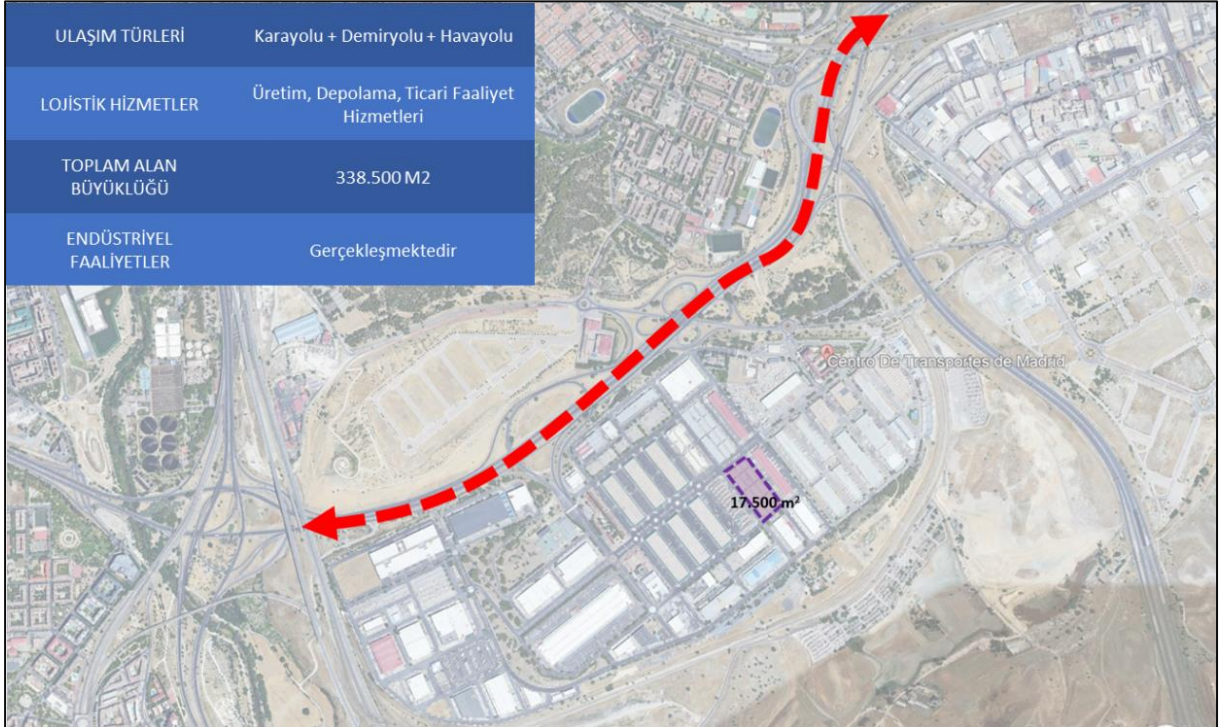 ULAŞIM TÜRLERİ
Karayolu + Demiryolu + Havayolu
LOJİSTİK HİZMETLER
Üretim, Depolama, Ticari Faaliyet
Hizmetleri
TOPLAM ALAN
BÜYÜKLÜĞÜ
338.500 M2
ENDÜSTRİYEL
FAALİYETLER
Gerçekleşmektedir
Centro De Transportes de Madrid
17.500 m²